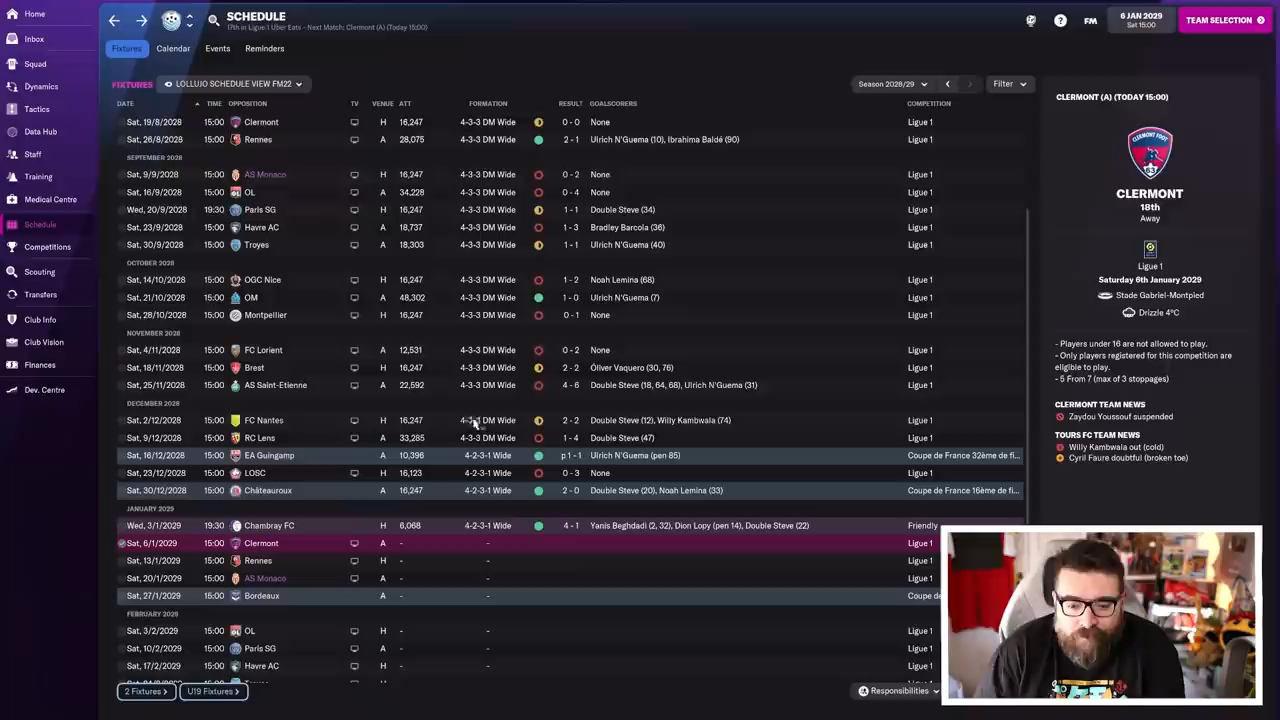 Home
Inbox
Squad
Dynamics
Tactics
Data Hub
Staff
Training
Medical Centre
Schedule
Competitions
Scouting
Transfers
Club Info
Club Vision
Finances
Dev. Centre
SCHEDULE
17th in Ligue 1 Uber Eats - Next Match: Clermont (A) (Today 15:00)
FM
6 JAN 2029
Sat 15:00
TEAM SELECTION
Fixtures Calendar Events Reminders
FIXTURES LOLLUJO SCHEDULE VIEW FM22 Season 2028/29 Filter
DATE TIME OPPOSITION TV VENUE ATT FORMATION RESULT GOALSCORERS COMPETITION
Sat, 19/8/2028 15:00 Clermont H 16,247 4-3-3 DM Wide 0 - 0 None Ligue 1
Sat, 26/8/2028 15:00 Rennes A 28,075 4-3-3 DM Wide 2 - 1 Ulrich N'Guema (10), Ibrahima Baldé (90) Ligue 1
SEPTEMBER 2028
Sat, 9/9/2028 15:00 AS Monaco H 16,247 4-3-3 DM Wide 0 - 2 None Ligue 1
Sat, 16/9/2028 15:00 OL A 34,228 4-3-3 DM Wide 0 - 4 None Ligue 1
Wed, 20/9/2028 19:30 Paris SG H 16,247 4-3-3 DM Wide 1 - 1 Double Steve (34) Ligue 1
Sat, 23/9/2028 15:00 Havre AC A 18,737 4-3-3 DM Wide 1 - 3 Bradley Barcola (36) Ligue 1
Sat, 30/9/2028 15:00 Troyes A 18,303 4-3-3 DM Wide 1 - 1 Ulrich N'Guema (40) Ligue 1
OCTOBER 2028
Sat, 14/10/2028 15:00 OGC Nice H 16,247 4-3-3 DM Wide 1 - 2 Noah Lemina (68) Ligue 1
Sat, 21/10/2028 15:00 OM A 48,302 4-3-3 DM Wide 1 - 0 Ulrich N'Guema (7) Ligue 1
Sat, 28/10/2028 15:00 Montpellier H 16,247 4-3-3 DM Wide 0 - 1 None Ligue 1
NOVEMBER 2028
Sat, 4/11/2028 15:00 FC Lorient A 12,531 4-3-3 DM Wide 0 - 2 None Ligue 1
Sat, 18/11/2028 15:00 Brest H 16,247 4-3-3 DM Wide 2 - 2 Óliver Vaquero (30, 76) Ligue 1
Sat, 25/11/2028 15:00 AS Saint-Etienne A 22,592 4-3-3 DM Wide 4 - 6 Double Steve (18, 64, 68), Ulrich N'Guema (31) Ligue 1
DECEMBER 2028
Sat, 2/12/2028 15:00 FC Nantes H 16,247 DM Wide 2 - 2 Double Steve (12), Willy Kambwala (74) Ligue 1
Sat, 9/12/2028 15:00 RC Lens A 33,285 4-3-3 DM Wide 1 - 4 Double Steve (47) Ligue 1
Sat, 16/12/2028 15:00 EA Guingamp A 10,396 4-2-3-1 Wide p.1 - 1 Ulrich N'Guema (pen 85) Coupe de France 32ème de fi...
Sat, 23/12/2028 15:00 LOSC H 16,123 4-2-3-1 Wide 0 - 3 None Ligue 1
Sat, 30/12/2028 15:00 Châteauroux A 16,247 4-2-3-1 Wide 2 - 0 Double Steve (20), Noah Lemina (33) Coupe de France 16ème de fi...
JANUARY 2029
Wed, 3/1/2029 19:30 Chambray FC H 6,068 4-2-3-1 Wide 4 - 1 Yanis Beghdadi (2, 32), Dion Lopy (pen 14), Double Steve (22) Friendly
Sat, 6/1/2029 15:00 Clermont A - - Ligue 1
Sat, 13/1/2029 15:00 Rennes H - -
Sat, 20/1/2029 15:00 AS Monaco A - -
Sat, 27/1/2029 15:00 Bordeaux A - -
FEBRUARY 2029
Sat, 3/2/2029 15:00 OL H - -
Sat, 10/2/2029 15:00 Paris SG A - -
Sat, 17/2/2029 15:00 Havre AC H - -
2 Fixtures > U19 Fixtures > Responsibilities
CLERMONT (A) (TODAY 15:00)
CLERMONT
18th
Away
Ligue 1
Saturday 6th January 2029
Stade Gabriel-Montpied
Drizzle 4°C
- Players under 16 are not allowed to play.
- Only players registered for this competition are
eligible to play.
- 5 From 7 (max of 3 stoppages)
CLERMONT TEAM NEWS
Zaydou Youssouf suspended
TOURS FC TEAM NEWS
Willy Kambwala out (cold)
Cyril Faure doubtful (broken toe)